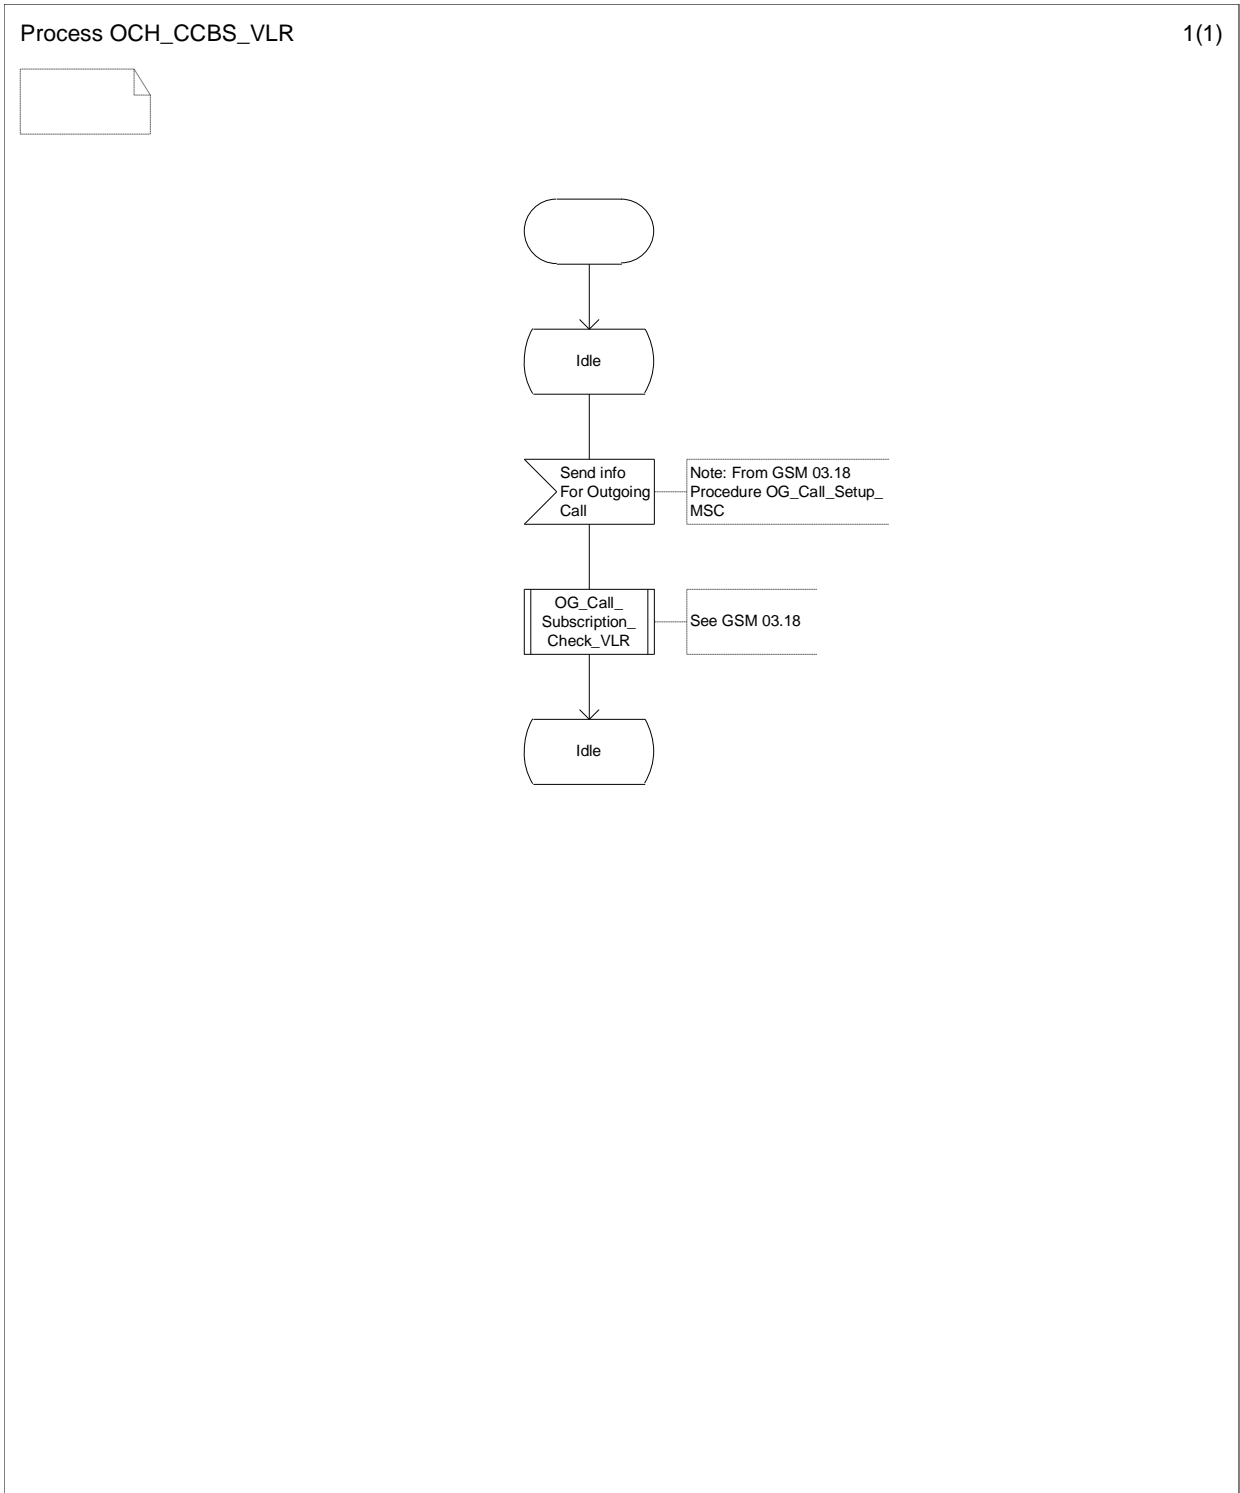 Process OCH_CCBS_VLR
1(1)
Idle
Send info
For Outgoing
Call
Note: From GSM 03.18
Procedure OG_Call_Setup_
MSC
OG_Call_
Subscription_
Check_VLR
See GSM 03.18
Idle